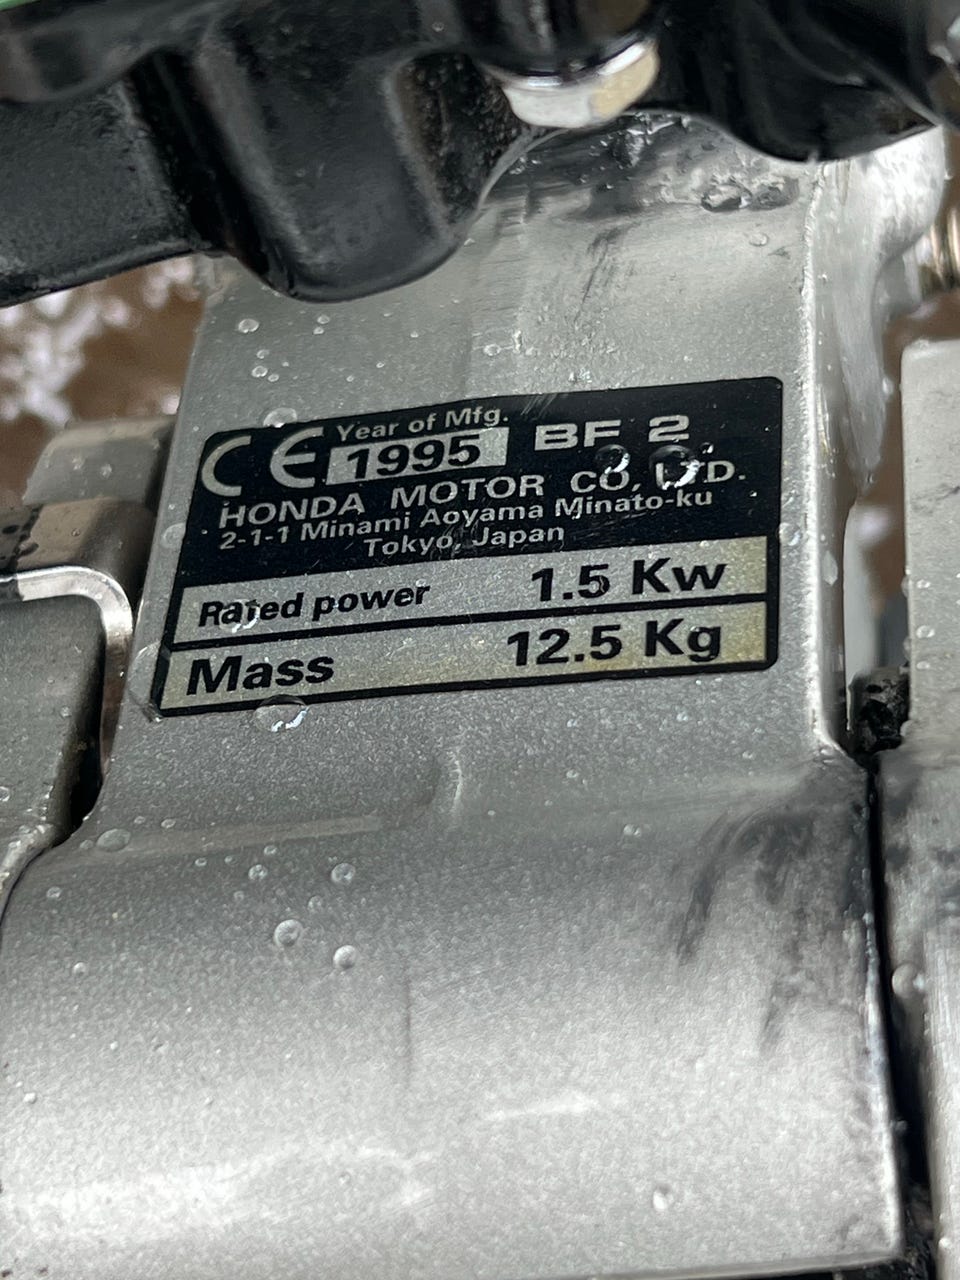 CE Year of Mfg. 1995 BF 2
HONDA MOTOR CO, LTD.
2-1-1 Minami Aoyama Minato-ku
Tokyo, Japan
Rated power 1.5 Kw
Mass 12.5 Kg